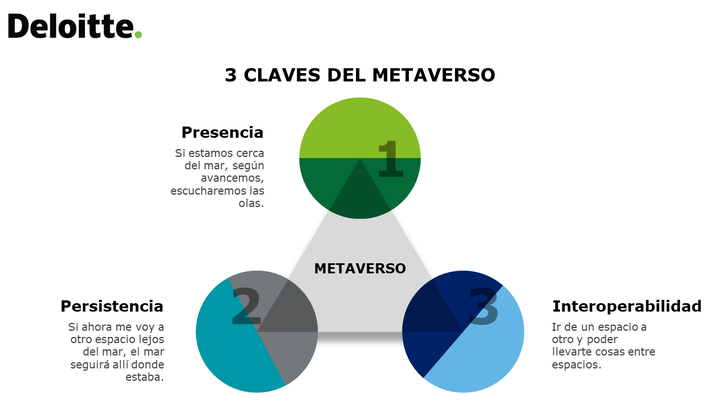 Deloitte.
3 CLAVES DEL METAVERSO
Presencia
Si estamos cerca
del mar, según
avancemos,
escucharemos las
olas.
1
METAVERSO
Persistencia
Si ahora me voy a
otro espacio lejos
del mar, el mar
seguirá allí donde
estaba.
2
3
Interoperabilidad
Ir de un espacio a
otro y poder
llevarte cosas entre
espacios.